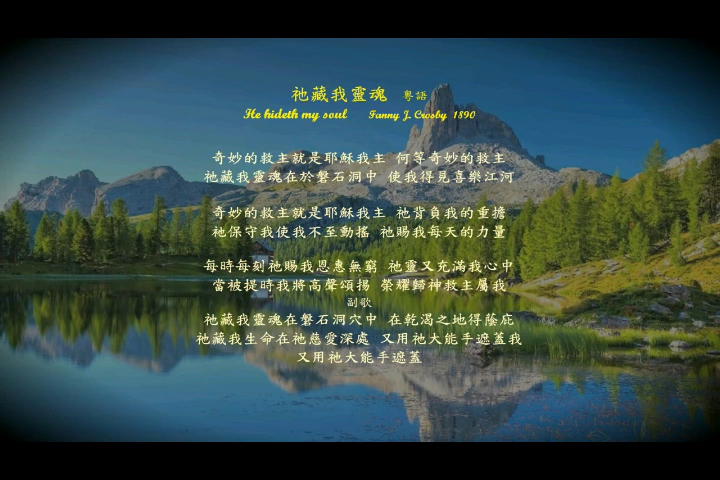 祂藏我靈魂 粵語
He hideth my soul Fanny J. Crosby 1890
奇妙的救主就是耶穌我主 何等奇妙的救主
祂藏我靈魂在於磐石洞中 使我得見喜樂江河
奇妙的救主就是耶穌我主 祂背負我的重擔
祂保守我使我不至動搖 祂賜我每天的力量
每時每刻祂賜我恩惠無窮 祂靈又充滿我心中
當被提時我將高聲頌揚 榮耀歸神救主屬我
副歌
祂藏我靈魂在磐石洞穴中 在乾渴之地得蔭庇
祂藏我生命在祂慈愛深處 又用祂大能手遮蓋我
又用祂大能手遮蓋